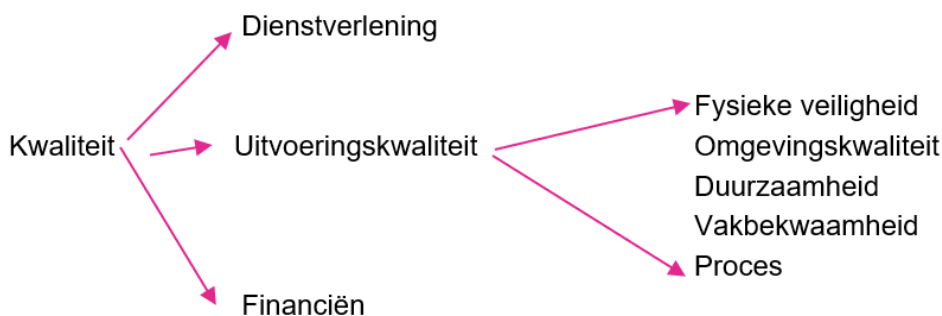 Dienstverlening
Kwaliteit
Uitvoeringskwaliteit
Financiën
Fysieke veiligheid
Omgevingskwaliteit
Duurzaamheid
Vakbekwaamheid
Proces